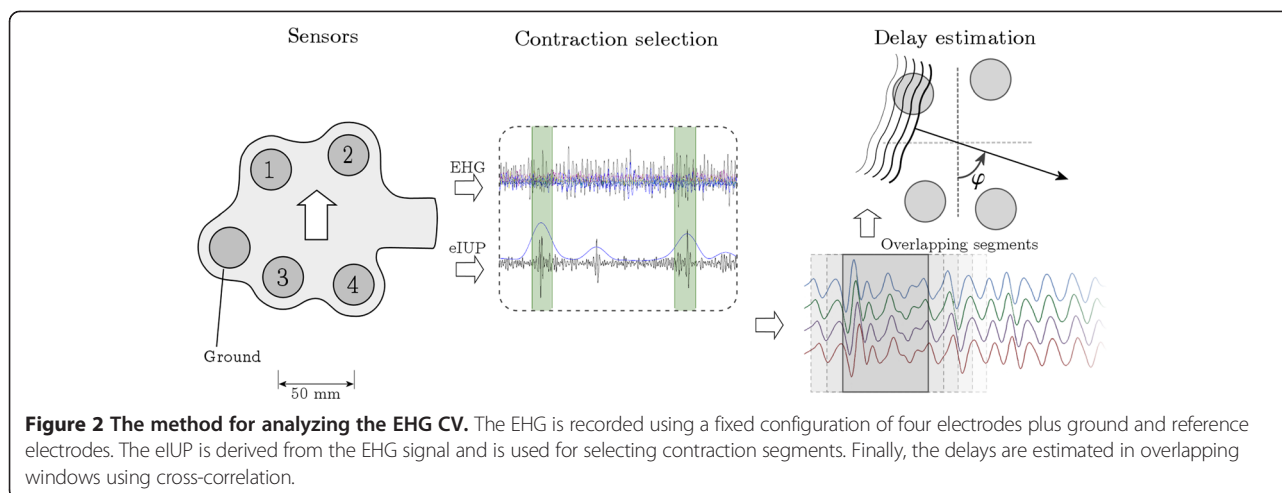 Sensors
Contraction selection
Delay estimation
1
2
3
4
Ground
50 mm
EHG
eIUP
φ
Overlapping segments
Figure 2 The method for analyzing the EHG CV. The EHG is recorded using a fixed configuration of four electrodes plus ground and reference
electrodes. The eIUP is derived from the EHG signal and is used for selecting contraction segments. Finally, the delays are estimated in overlapping
windows using cross-correlation.